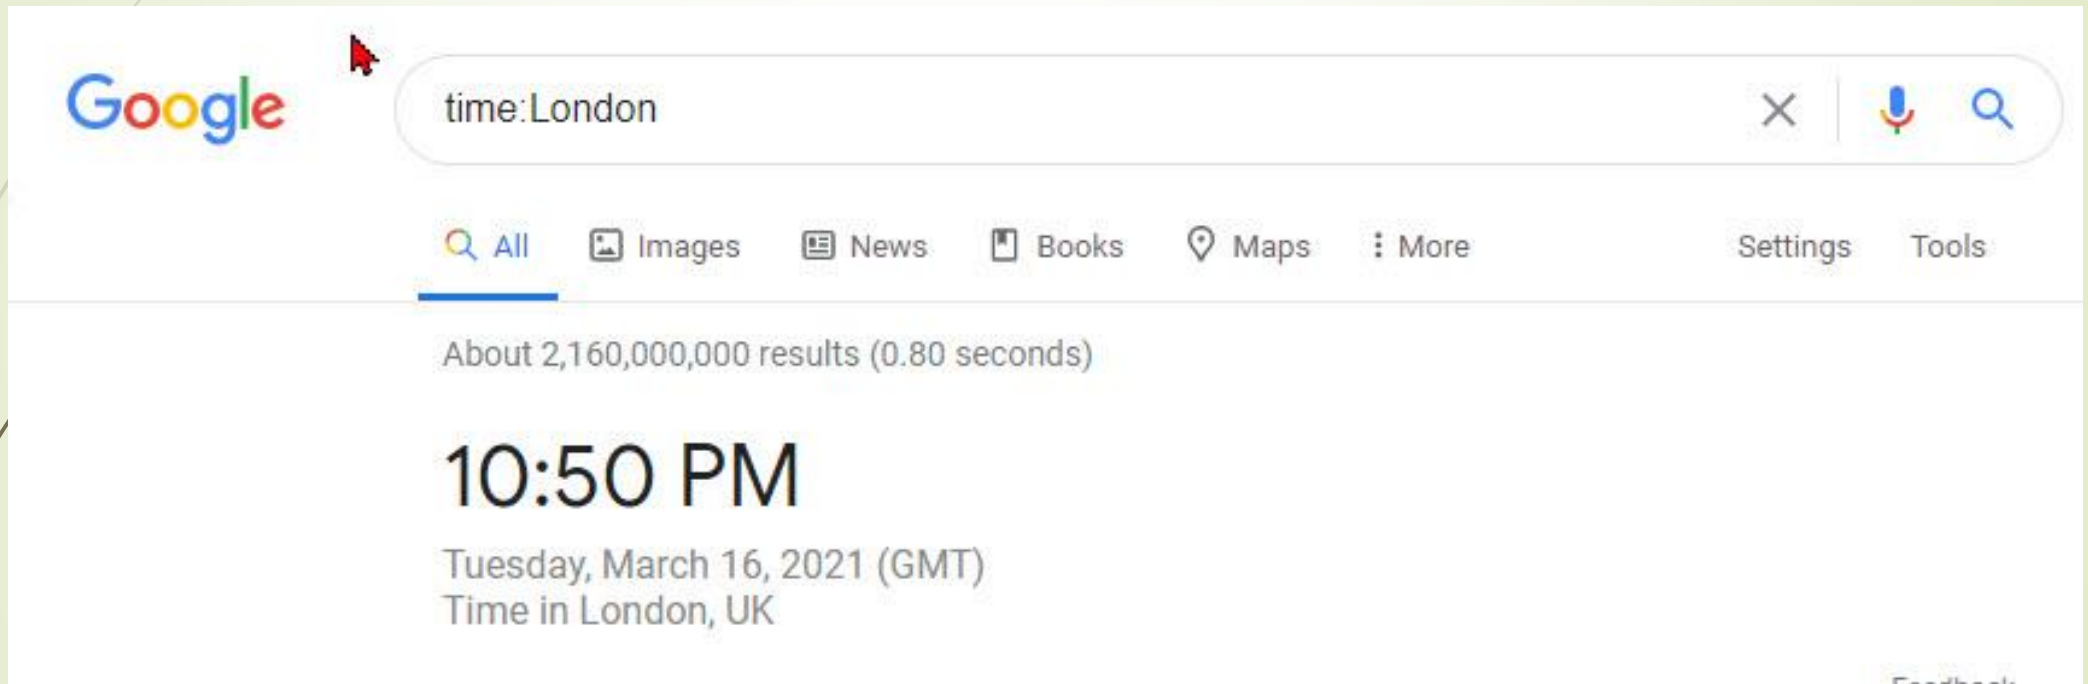 Google
time:London
All Images News Books Maps More Settings Tools
About 2,160,000,000 results (0.80 seconds)
10:50 PM
Tuesday, March 16, 2021 (GMT)
Time in London, UK